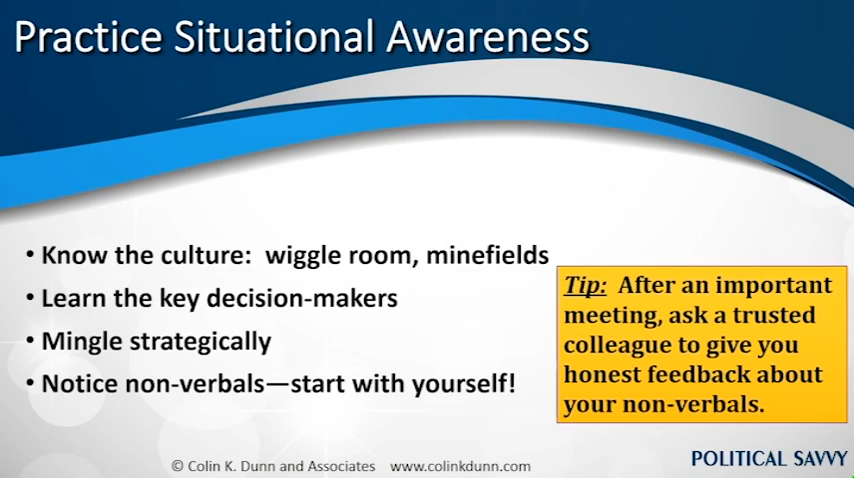 Practice Situational Awareness
• Know the culture:  wiggle room, minefields
• Learn the key decision-makers
• Mingle strategically
• Notice non-verbals—start with yourself!
Tip:  After an important
meeting, ask a trusted
colleague to give you
honest feedback about
your non-verbals.
© Colin K. Dunn and Associates   www.colinkdunn.com
POLITICAL SAVVY